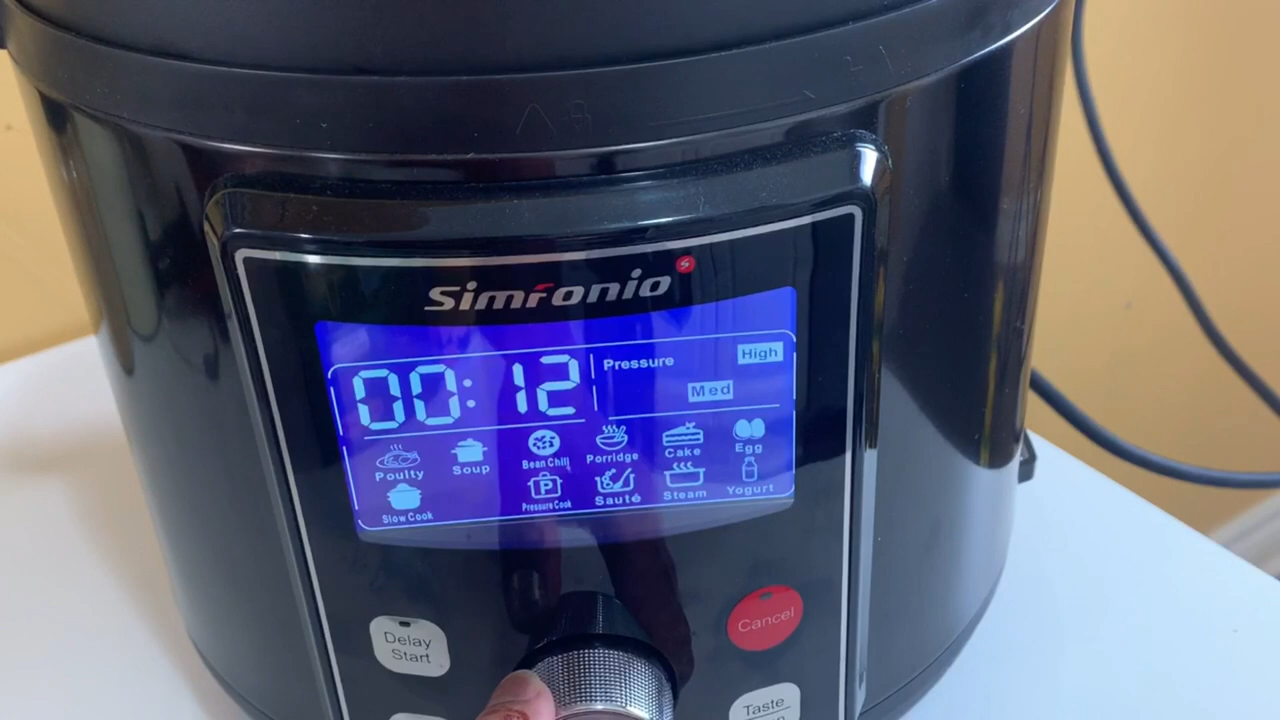 Simfonio S
00:12
Pressure
High
Med
Poulty
Soup
Bean Chili
Porridge
Cake
Egg
Slow Cook
P
Pressure Cook
Sauté
Steam
Yogurt
Delay
Start
Cancel
Taste